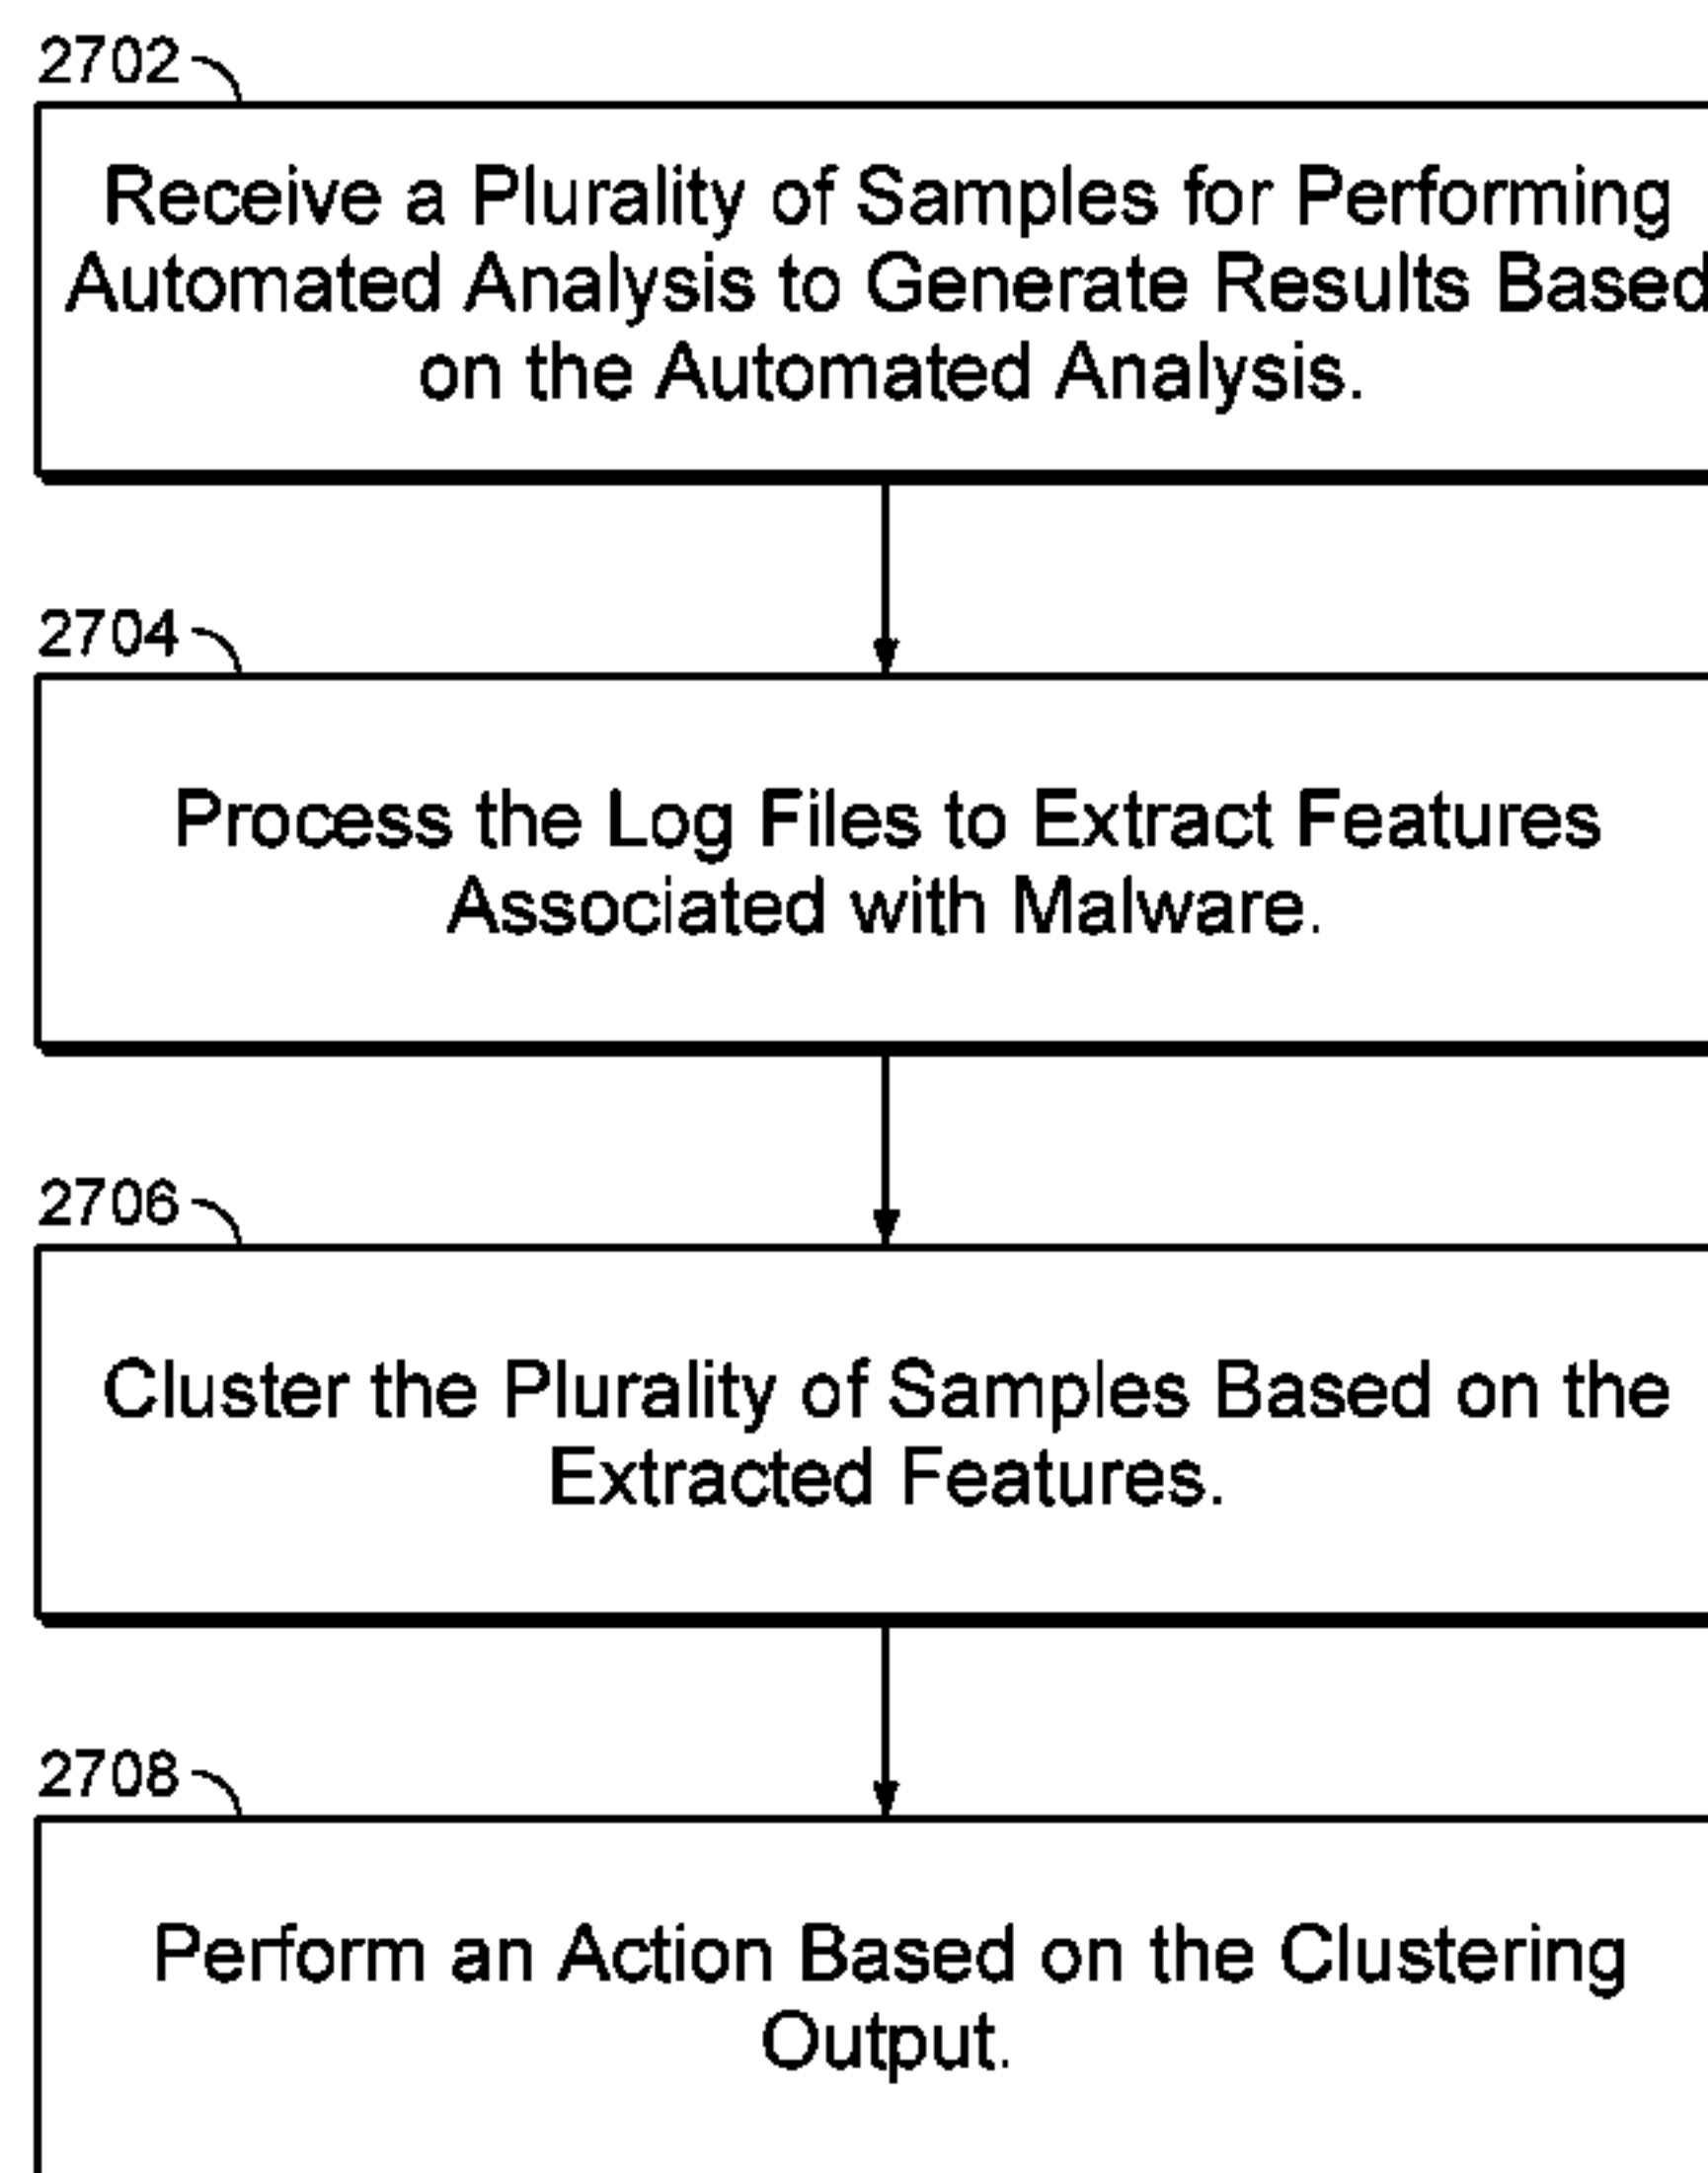 2702
Receive a Plurality of Samples for Performing
Automated Analysis to Generate Results Based
on the Automated Analysis.
2704
Process the Log Files to Extract Features
Associated with Malware.
2706
Cluster the Plurality of Samples Based on the
Extracted Features.
2708
Perform an Action Based on the Clustering
Output.